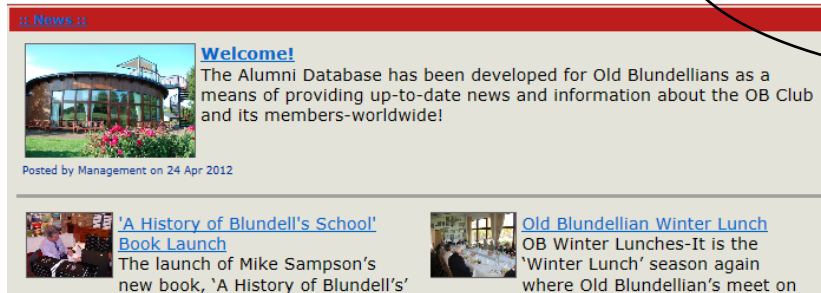 :: News ::
Welcome!
The Alumni Database has been developed for Old Blundellians as a
means of providing up-to-date news and information about the OB Club
and its members-worldwide!
Posted by Management on 24 Apr 2012
'A History of Blundell's School'
Book Launch
The launch of Mike Sampson’s
new book, ‘A History of Blundell’s’
Old Blundellian Winter Lunch
OB Winter Lunches-It is the
‘Winter Lunch’ season again
where Old Blundellian’s meet on